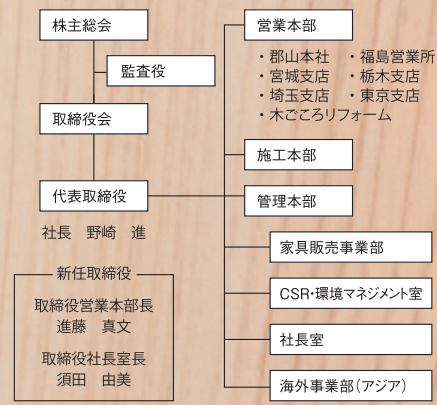 株主総会
監査役
取締役会
代表取締役
社長　野崎　進
新任取締役
取締役営業本部長
進藤　真文
取締役社長室長
須田　由美
営業本部
・郡山本社　・福島営業所
・宮城支店　・栃木支店
・埼玉支店　・東京支店
・木ごころリフォーム
施工本部
管理本部
家具販売事業部
CSR・環境マネジメント室
社長室
海外事業部（アジア）